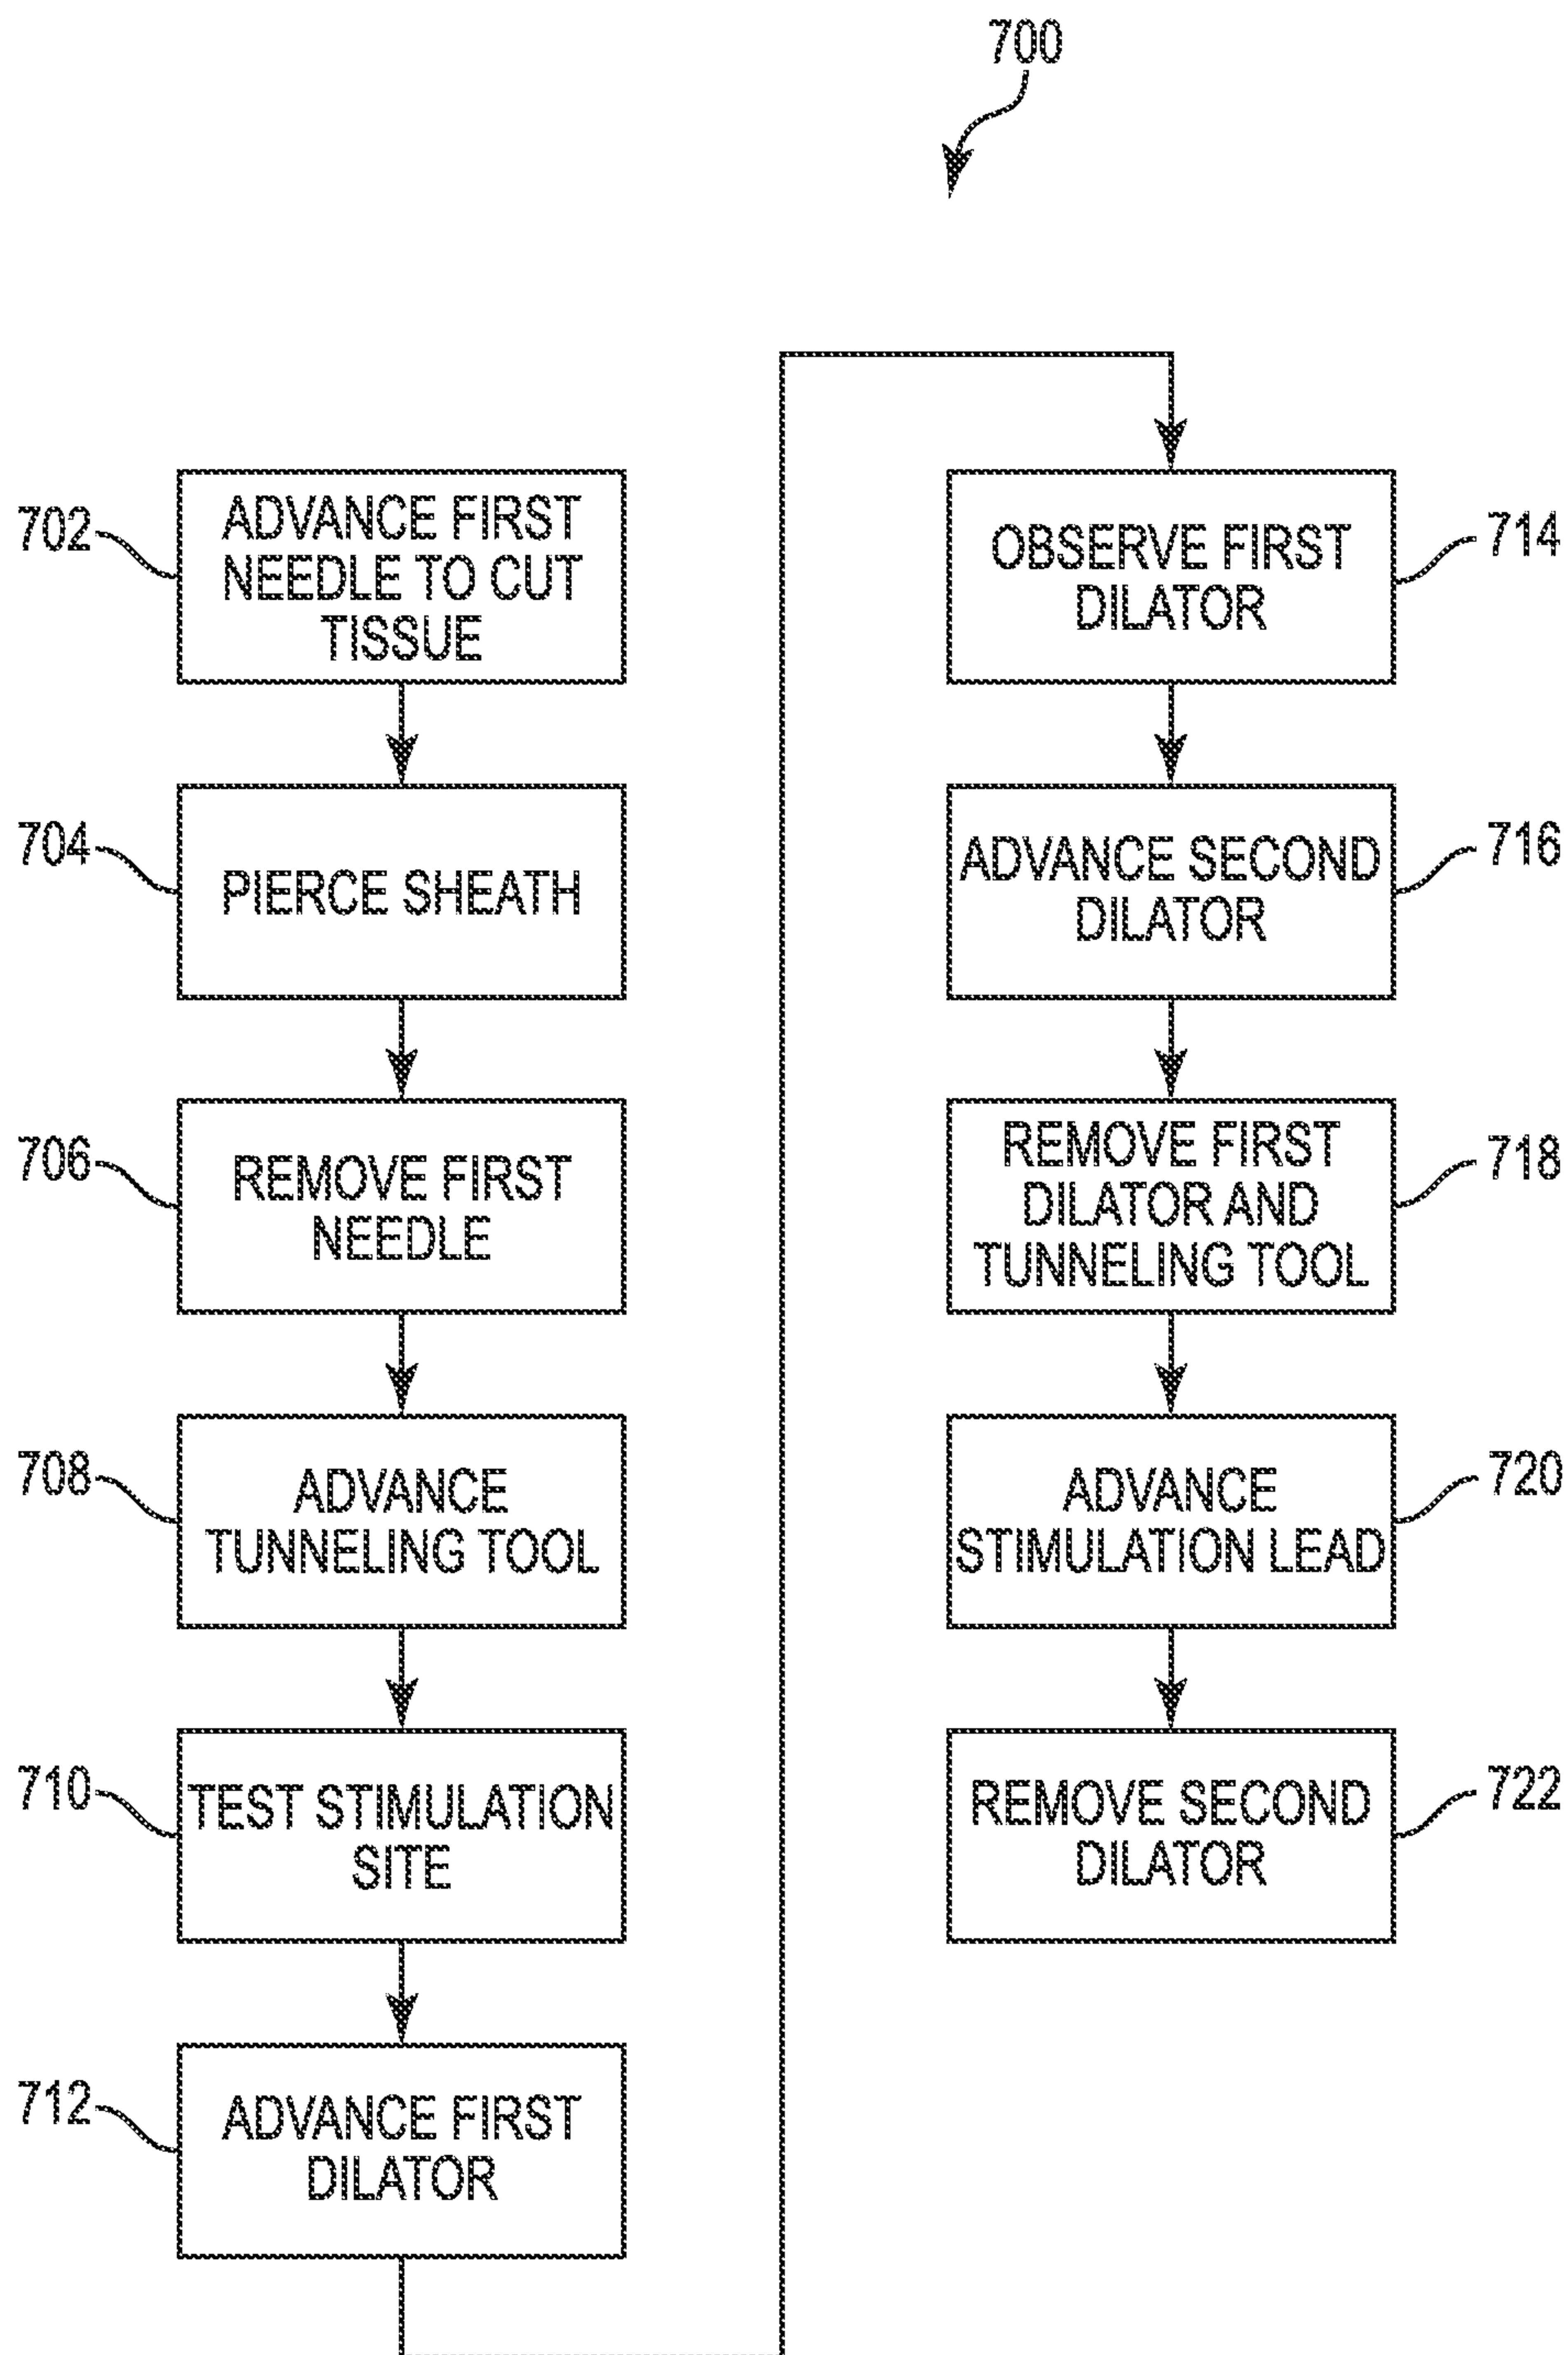 700
702
ADVANCE FIRST
NEEDLE TO CUT
TISSUE
704
PIERCE SHEATH
706
REMOVE FIRST
NEEDLE
708
ADVANCE
TUNNELING TOOL
710
TEST STIMULATION
SITE
712
ADVANCE FIRST
DILATOR
OBSERVE FIRST
DILATOR
714
ADVANCE SECOND
DILATOR
716
REMOVE FIRST
DILATOR AND
TUNNELING TOOL
718
ADVANCE
STIMULATION LEAD
720
REMOVE SECOND
DILATOR
722